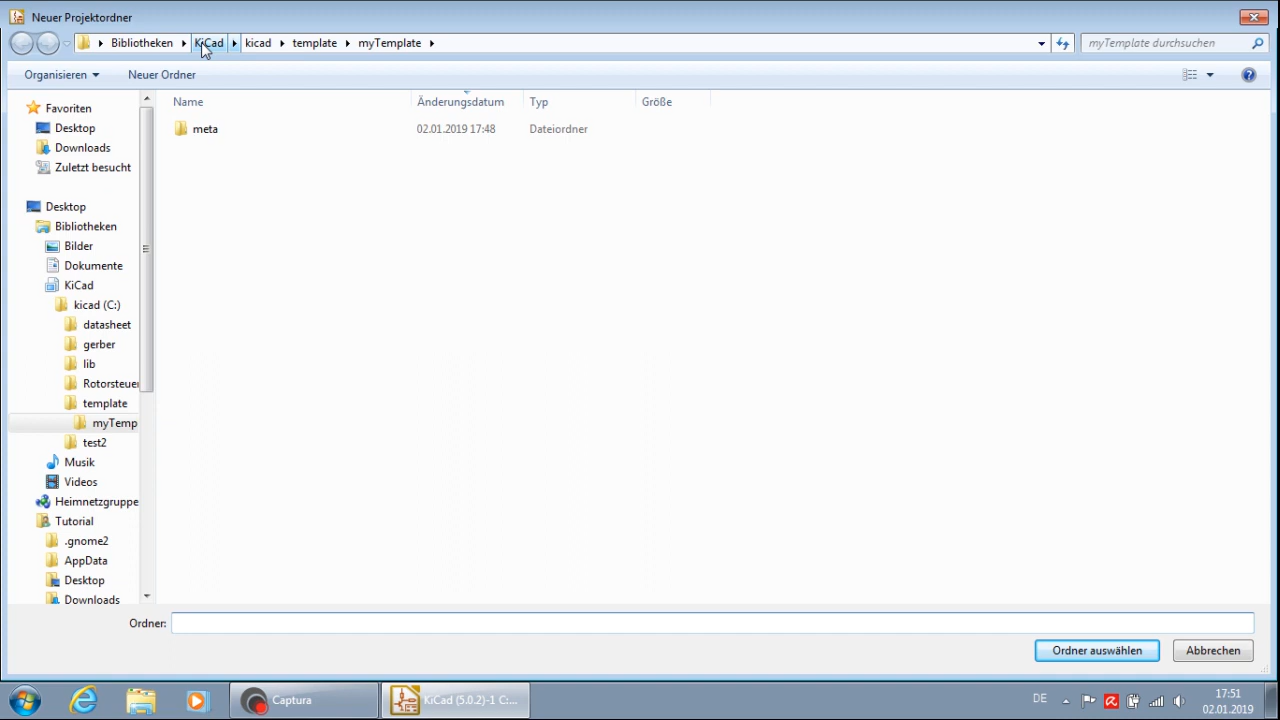 Neuer Projektordner
Bibliotheken KiCad kicad template myTemplate
myTemplate durchsuchen
Organisieren Neuer Ordner
Name Änderungsdatum Typ Größe
meta 02.01.2019 17:48 Dateiordner
Favoriten
Desktop
Downloads
Zuletzt besucht
Desktop
Bibliotheken
Bilder
Dokumente
KiCad
kicad (C:)
datasheet
gerber
lib
Rotorsteuer
template
myTemp
test2
Musik
Videos
Heimnetzgruppe
Tutorial
.gnome2
AppData
Desktop
Downloads
Ordner:
Ordner auswählen Abbrechen
Captura KiCad (5.0.2)-1 C:... DE 17:51
02.01.2019